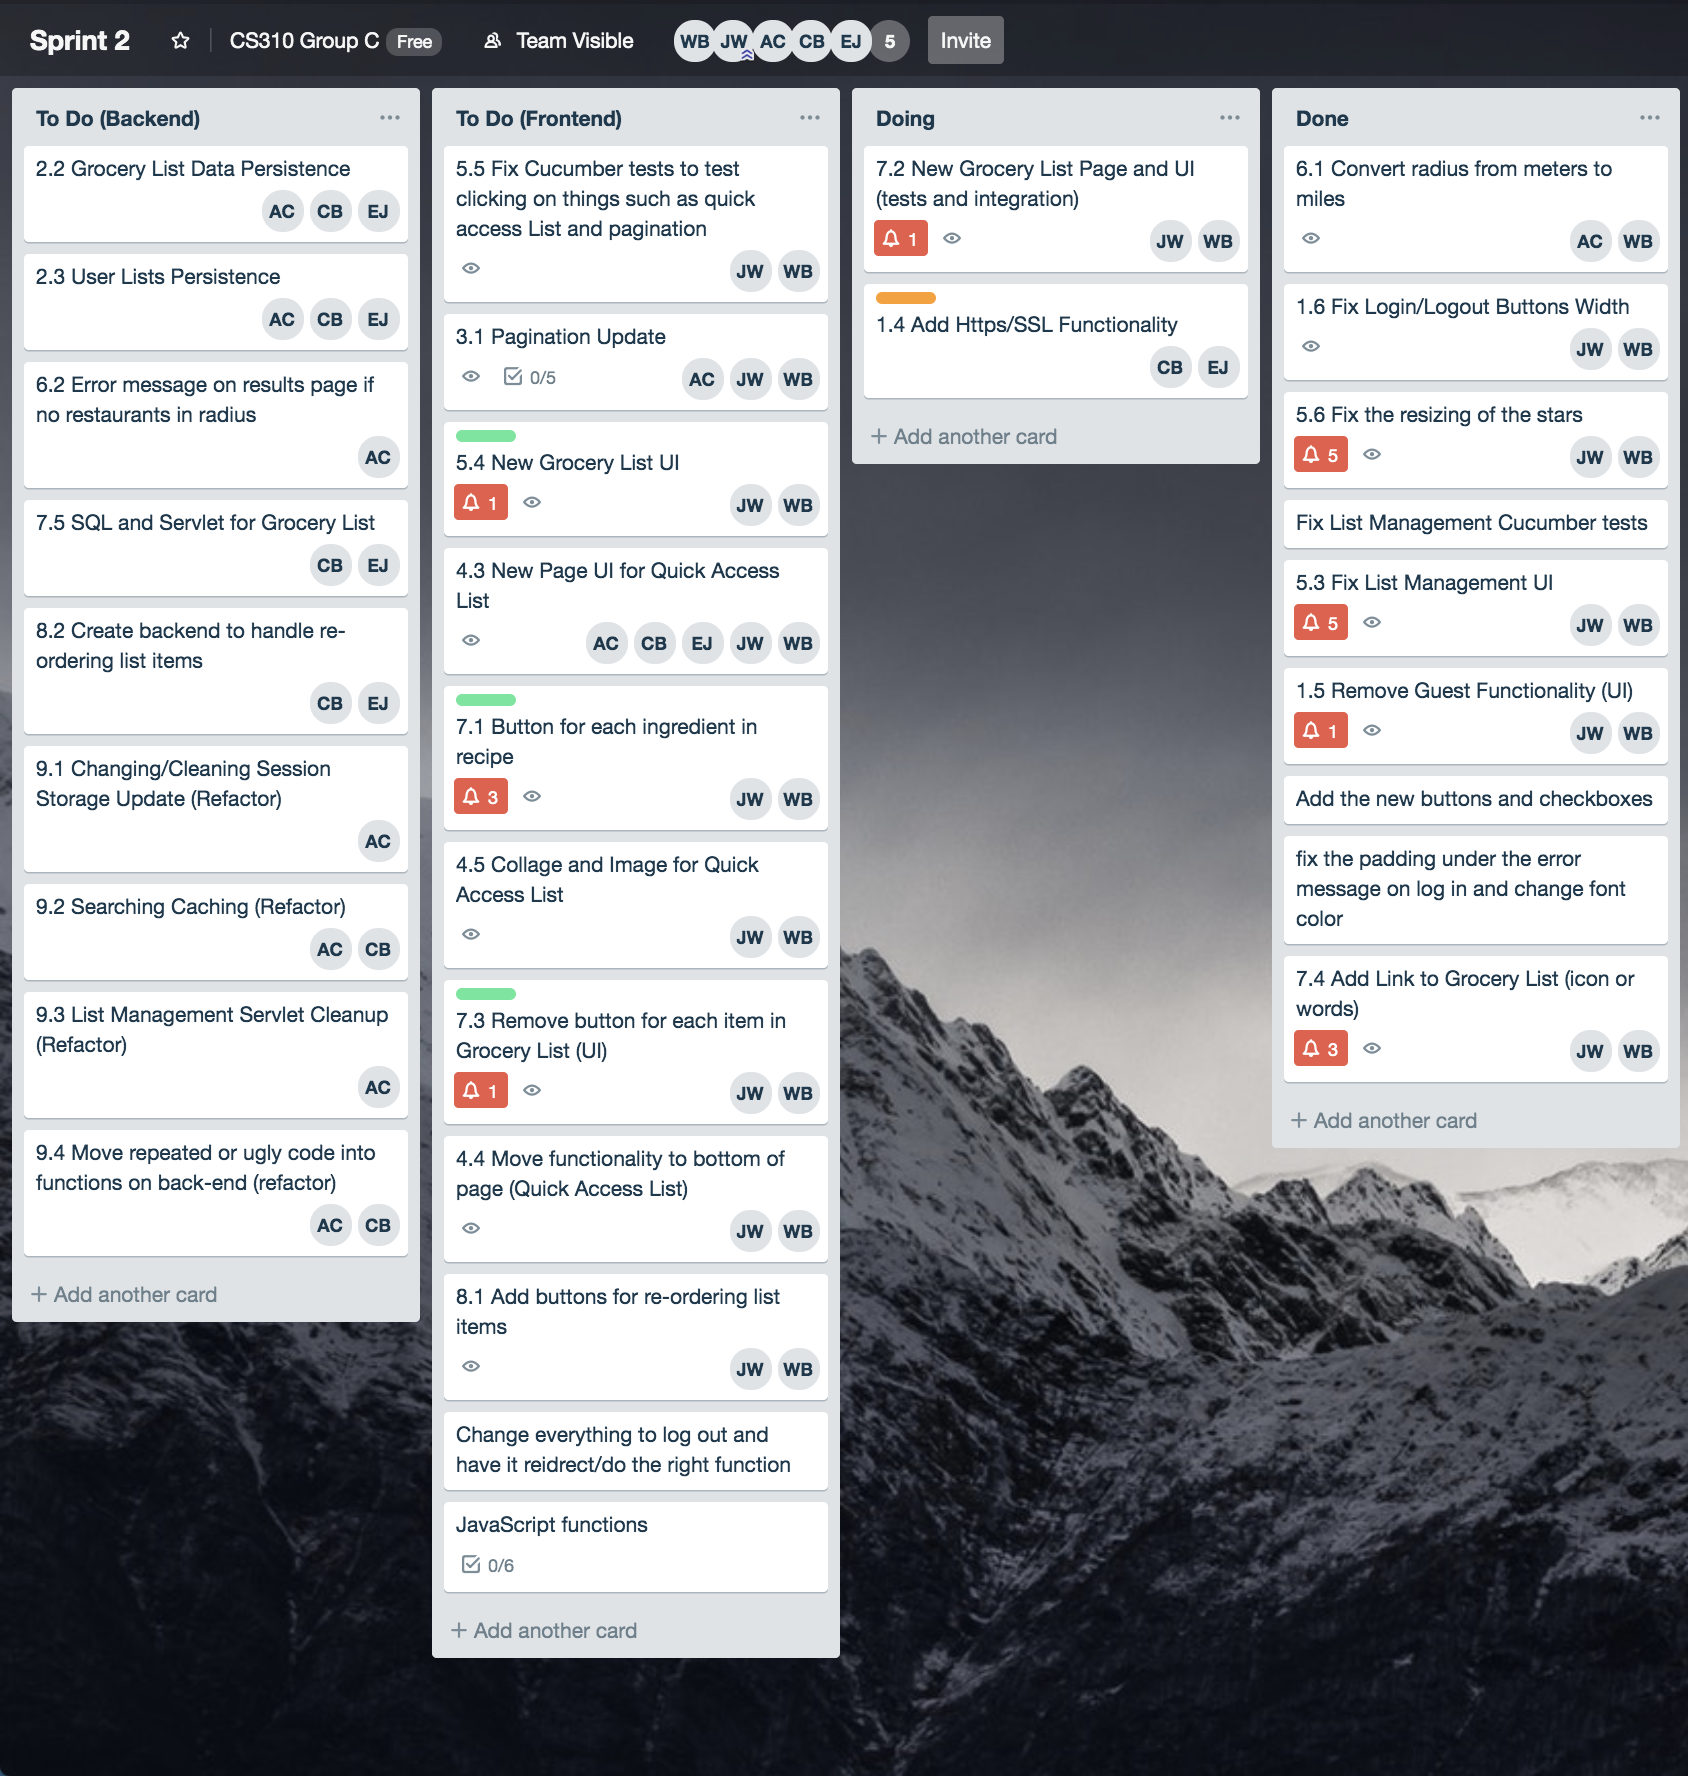 Sprint 2
CS310 Group C
Free
Team Visible
WB JW AC CB EJ 5
Invite
To Do (Backend)
2.2 Grocery List Data Persistence
AC CB EJ
2.3 User Lists Persistence
AC CB EJ
6.2 Error message on results page if
no restaurants in radius
AC
7.5 SQL and Servlet for Grocery List
CB EJ
8.2 Create backend to handle re-
ordering list items
CB EJ
9.1 Changing/Cleaning Session
Storage Update (Refactor)
AC
9.2 Searching Caching (Refactor)
AC CB
9.3 List Management Servlet Cleanup
(Refactor)
AC
9.4 Move repeated or ugly code into
functions on back-end (refactor)
AC CB
+ Add another card
To Do (Frontend)
5.5 Fix Cucumber tests to test
clicking on things such as quick
access List and pagination
JW WB
3.1 Pagination Update
0/5 AC JW WB
5.4 New Grocery List UI
1 JW WB
4.3 New Page UI for Quick Access
List
AC CB EJ JW WB
7.1 Button for each ingredient in
recipe
3 JW WB
4.5 Collage and Image for Quick
Access List
JW WB
7.3 Remove button for each item in
Grocery List (UI)
1 JW WB
4.4 Move functionality to bottom of
page (Quick Access List)
JW WB
8.1 Add buttons for re-ordering list
items
JW WB
Change everything to log out and
have it reidrect/do the right function
JavaScript functions
0/6
+ Add another card
Doing
7.2 New Grocery List Page and UI
(tests and integration)
1 JW WB
1.4 Add Https/SSL Functionality
CB EJ
+ Add another card
Done
6.1 Convert radius from meters to
miles
AC WB
1.6 Fix Login/Logout Buttons Width
JW WB
5.6 Fix the resizing of the stars
5 JW WB
Fix List Management Cucumber tests
5.3 Fix List Management UI
5 JW WB
1.5 Remove Guest Functionality (UI)
1 JW WB
Add the new buttons and checkboxes
fix the padding under the error
message on log in and change font
color
7.4 Add Link to Grocery List (icon or
words)
3 JW WB
+ Add another card